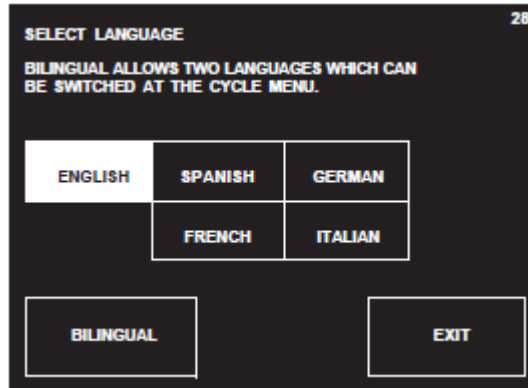 28
SELECT LANGUAGE
BILINGUAL ALLOWS TWO LANGUAGES WHICH CAN
BE SWITCHED AT THE CYCLE MENU.
ENGLISH SPANISH GERMAN
FRENCH ITALIAN
BILINGUAL EXIT